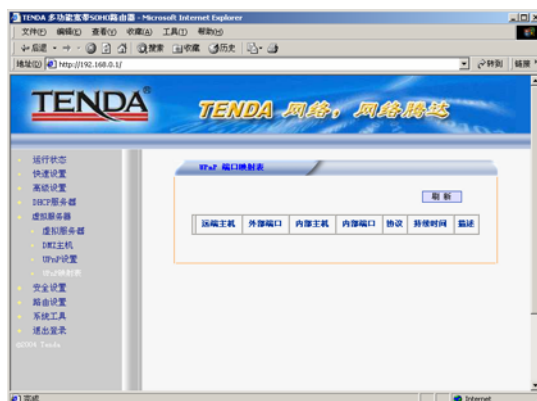 TENDA 多功能宽带SOHO路由器 - Microsoft Internet Explorer
文件(F) 编辑(E) 查看(V) 收藏(A) 工具(T) 帮助(H)
后退 搜索 收藏 历史
地址(D) http://192.168.0.1/ 转到 链接
TENDA®
TENDA 网络，网络腾达
运行状态
快速设置
高级设置
DHCP服务器
虚拟服务器
虚拟服务器
DMZ主机
UPnP设置
UPnP映射表
安全设置
路由设置
系统工具
退出登录
©2004 Tenda
UPnP 端口映射表
刷新
远端主机 外部端口 内部主机 内部端口 协议 持续时间 描述
完成 Internet